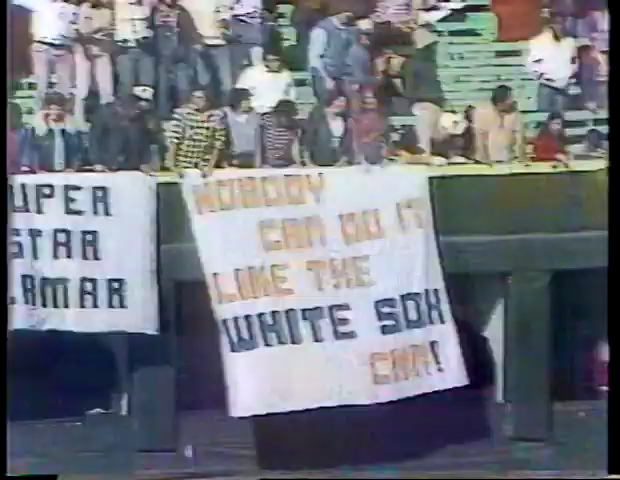 UPER
STAR
LAMAR
NOBODY
CAN DO IT
LIKE THE
WHITE SOX
CAN!